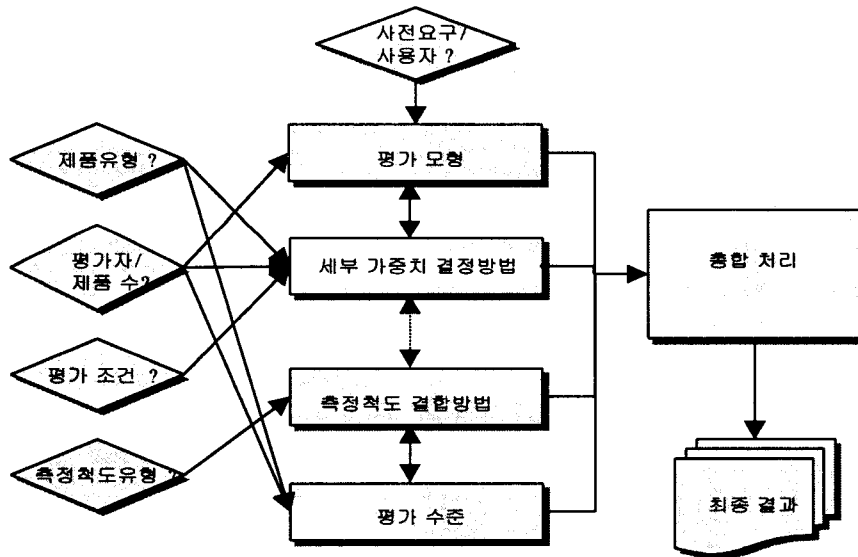 사전요구/
사용자 ?
제품유형 ?
평가 모형
평가자/
제품 수?
세부 가중치 결정방법
총합 처리
평가 조건 ?
측정척도 결합방법
측정척도유형 ?
평가 수준
최종 결과